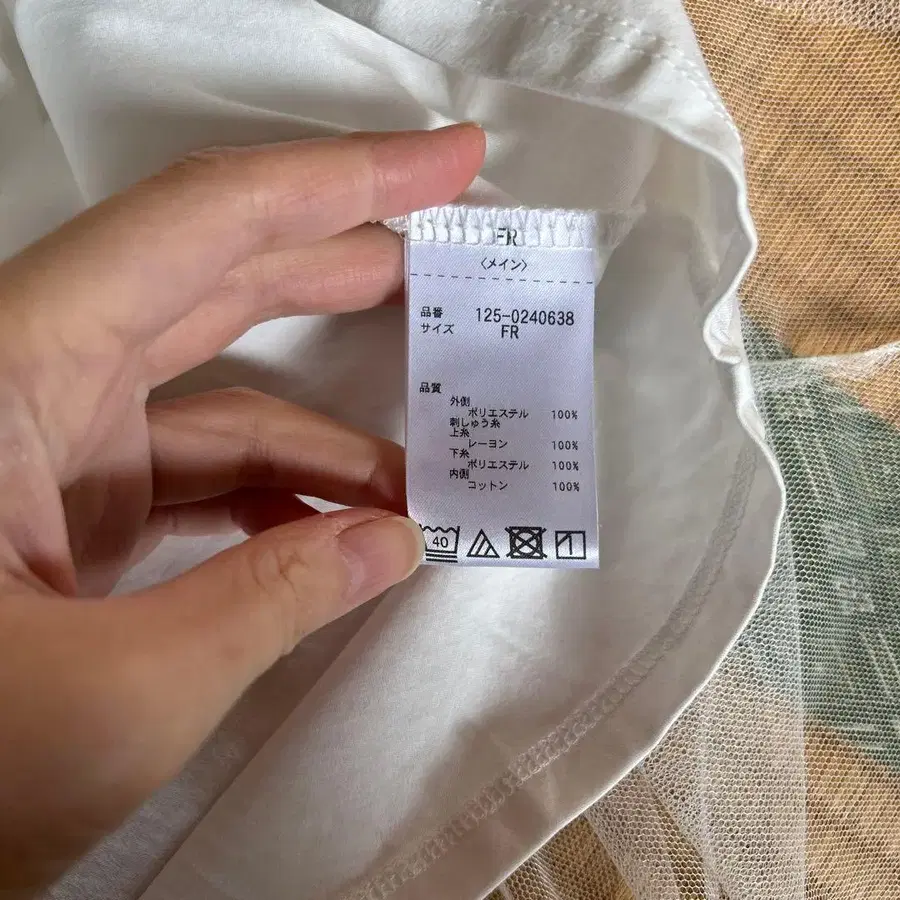 FR
〈メイン〉
品番 125-0240638
サイズ FR
品質
外側
ポリエステル 100%
刺しゅう糸
上糸
レーヨン 100%
下糸
ポリエステル 100%
内側
コットン 100%
40